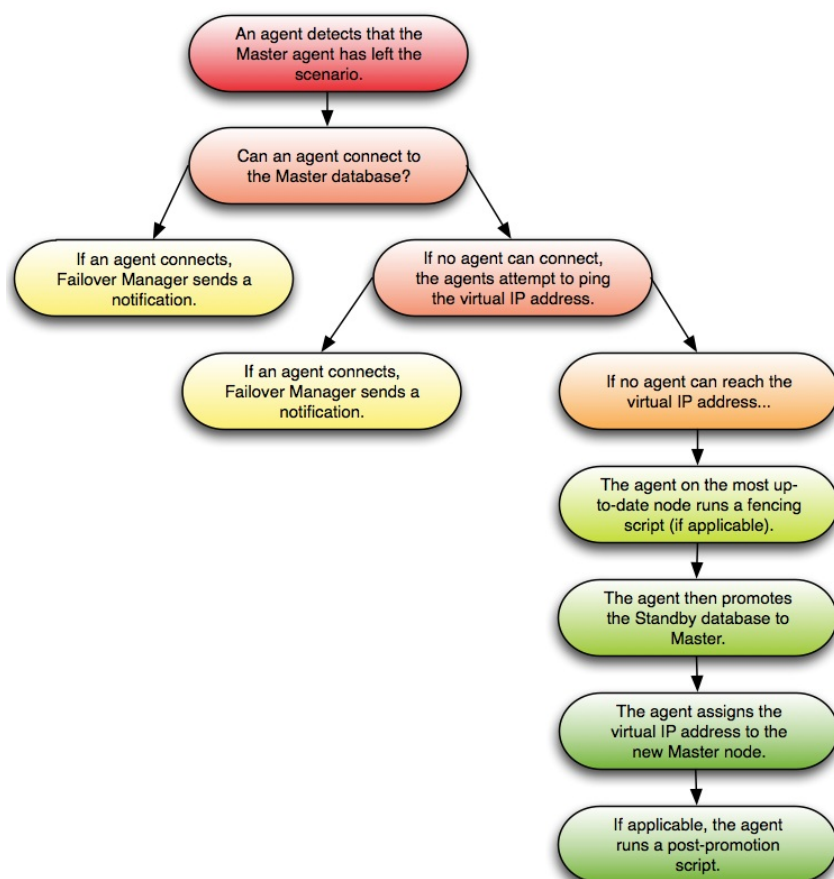 An agent detects that the
Master agent has left the
scenario.
Can an agent connect to
the Master database?
If an agent connects,
Failover Manager sends a
notification.
If no agent can connect,
the agents attempt to ping
the virtual IP address.
If an agent connects,
Failover Manager sends a
notification.
If no agent can reach the
virtual IP address...
The agent on the most up-
to-date node runs a fencing
script (if applicable).
The agent then promotes
the Standby database to
Master.
The agent assigns the
virtual IP address to the
new Master node.
If applicable, the agent
runs a post-promotion
script.